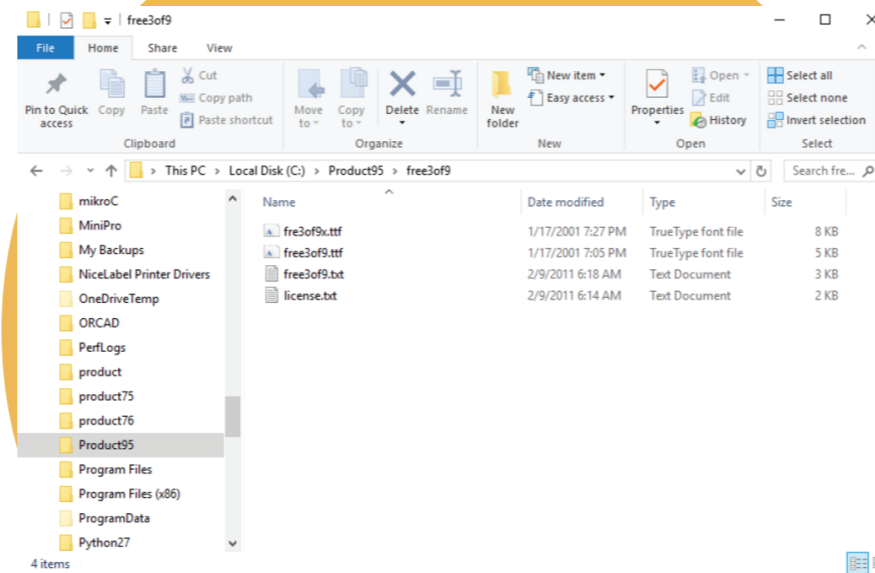 free3of9
File Home Share View
Pin to Quick access
Copy
Paste
Cut
Copy path
Paste shortcut
Move to
Copy to
Delete
Rename
New folder
New item
Easy access
Properties
Open
Edit
History
Select all
Select none
Invert selection
Clipboard Organize New Open Select
This PC > Local Disk (C:) > Product95 > free3of9
Search fre...
mikroC
MiniPro
My Backups
NiceLabel Printer Drivers
OneDriveTemp
ORCAD
PerfLogs
product
product75
product76
Product95
Program Files
Program Files (x86)
ProgramData
Python27
Name Date modified Type Size
fre3of9x.ttf 1/17/2001 7:27 PM TrueType font file 8 KB
free3of9.ttf 1/17/2001 7:05 PM TrueType font file 5 KB
free3of9.txt 2/9/2011 6:18 AM Text Document 3 KB
license.txt 2/9/2011 6:14 AM Text Document 2 KB
4 items